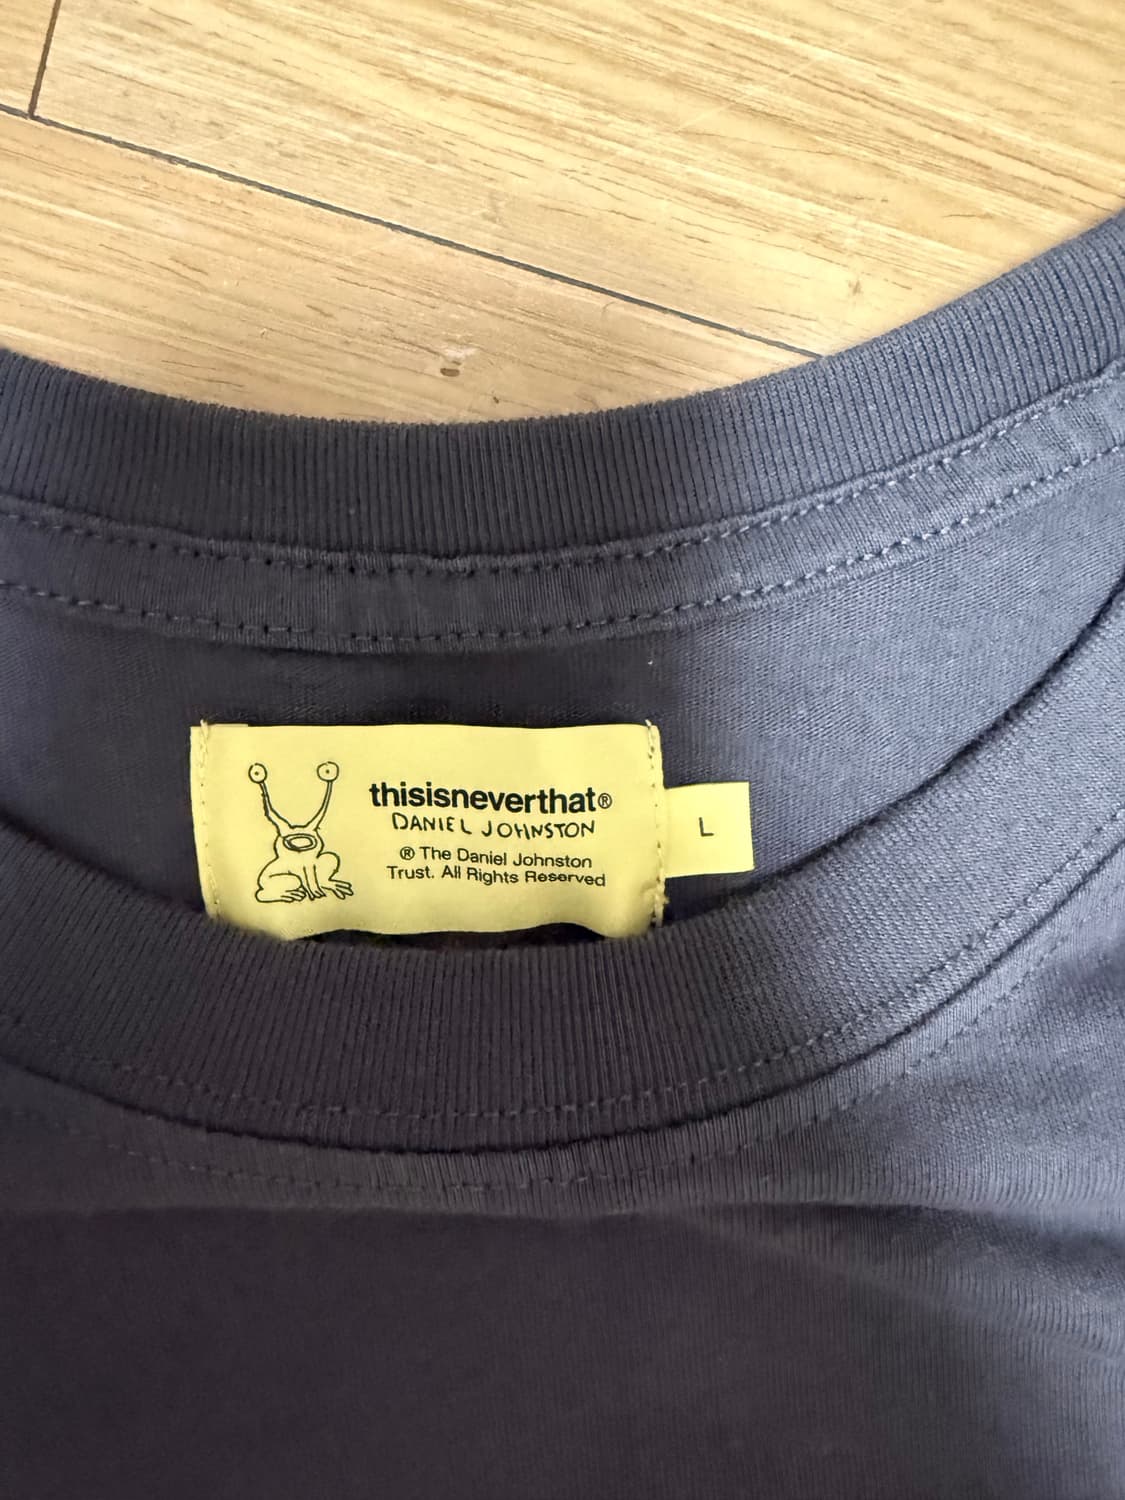 thisisneverthat®
DANIEL JOHNSTON
® The Daniel Johnston
Trust. All Rights Reserved
L